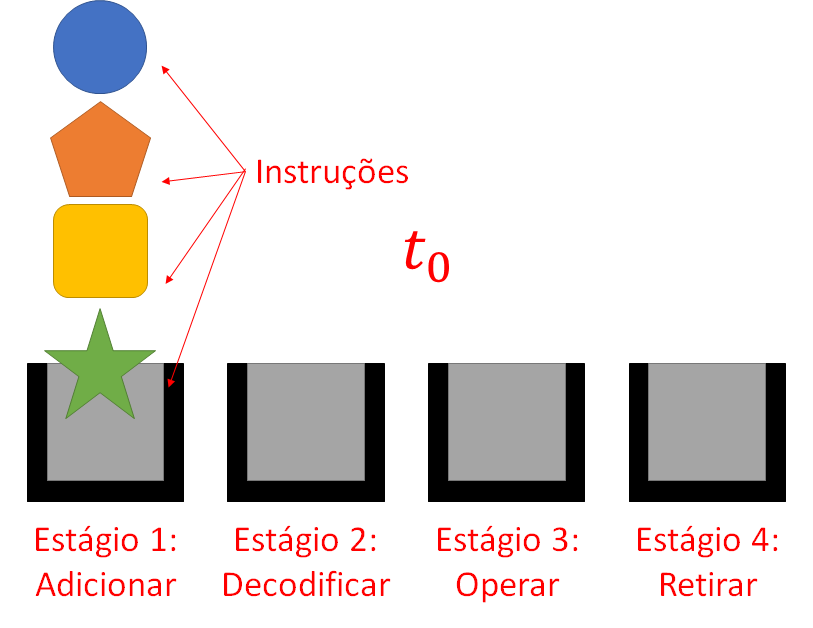 Instruções
t₀
Estágio 1:
Adicionar
Estágio 2:
Decodificar
Estágio 3:
Operar
Estágio 4:
Retirar